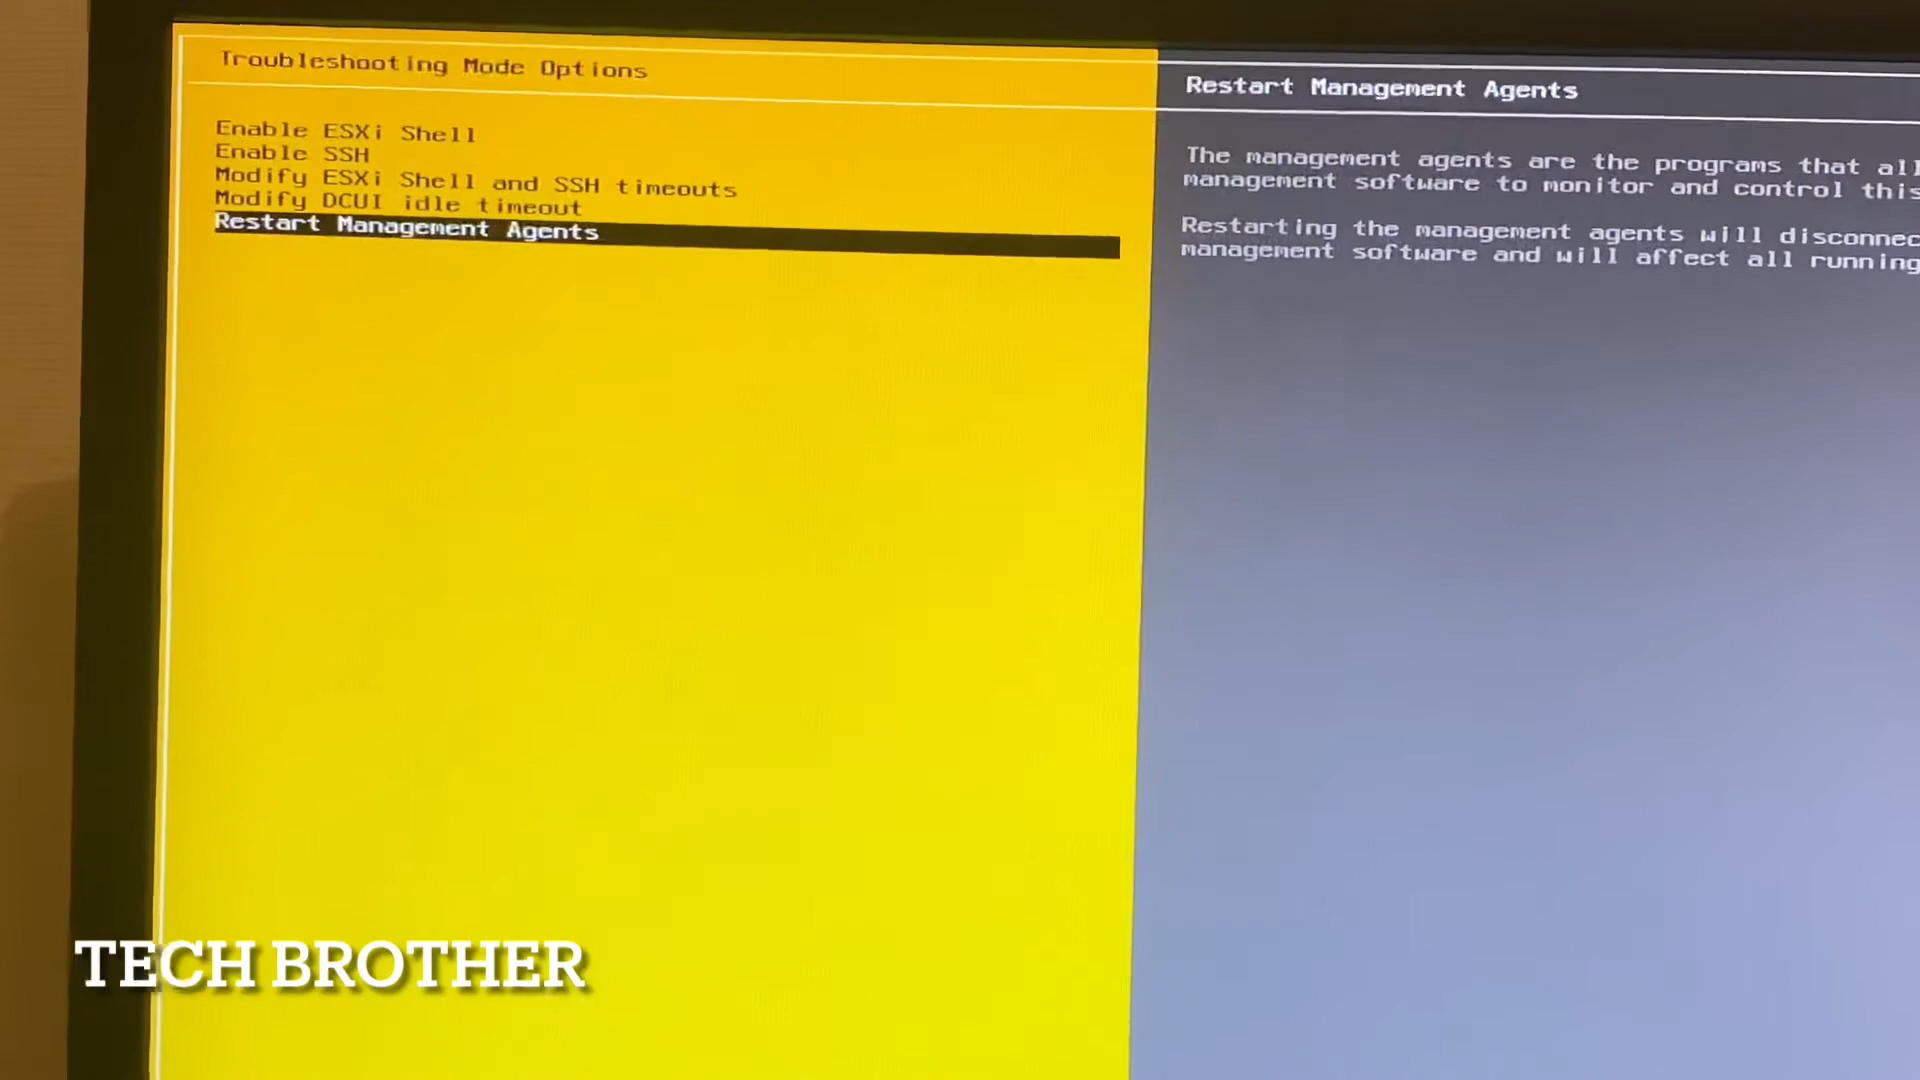 Troubleshooting Mode Options
Enable ESXi Shell
Enable SSH
Modify ESXi Shell and SSH timeouts
Modify DCUI idle timeout
Restart Management Agents
Restart Management Agents
The management agents are the programs that
management software to monitor and control this
Restarting the management agents will
management software and will affect all running
TECH BROTHER